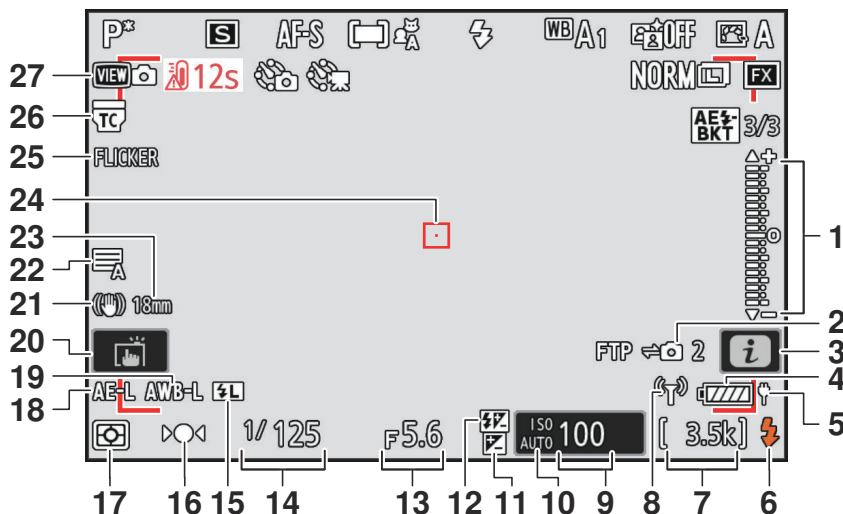 P* S AF-S A WB A1 OFF A
27 VIEW 12s NORM L FX
26 TC AE BKT 3/3
25 FLICKER
24
23 1
22 A
21 18mm
20 FTP 2 i 2 3
19 4
18 AE-L AWB-L L 5
1/125 F5.6 ISO AUTO 100 [ 3.5k]
17 16 15 14 13 12 11 10 9 8 7 6